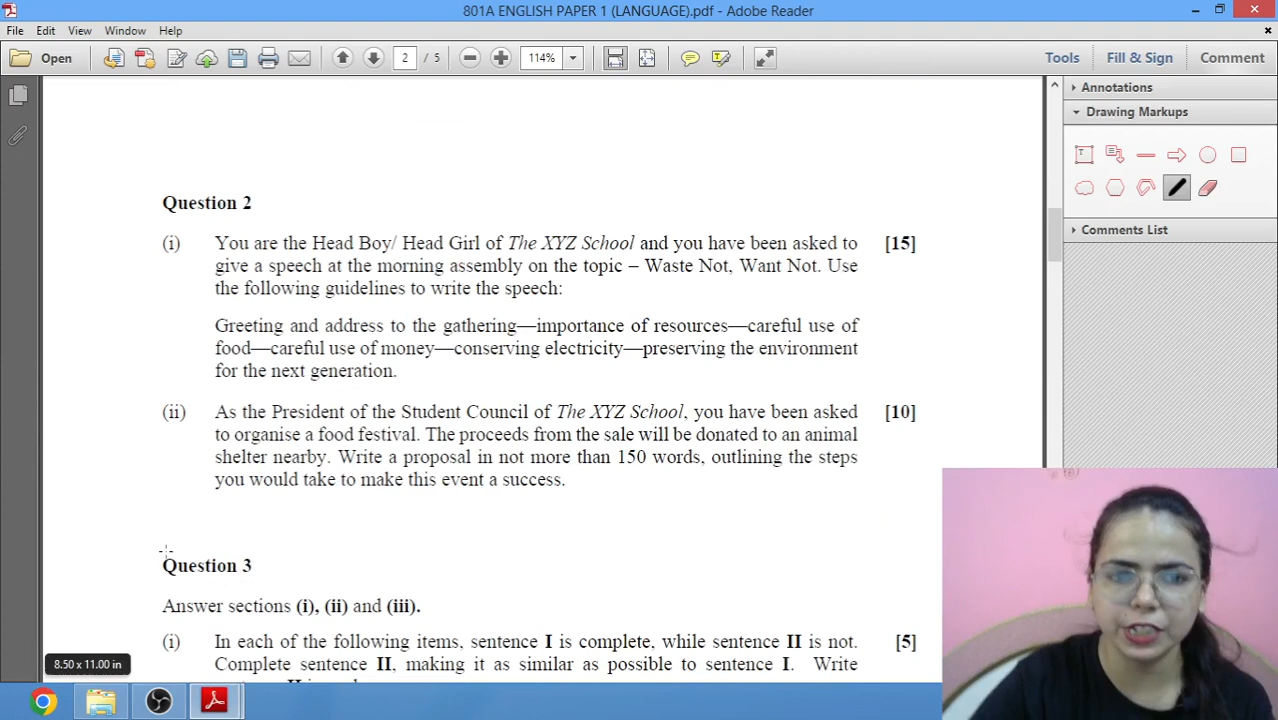 801A ENGLISH PAPER 1 (LANGUAGE).pdf - Adobe Reader
File Edit View Window Help
Open 2 / 5 114% Tools Fill & Sign Comment
Annotations
Drawing Markups
T
Comments List
Question 2
(i) You are the Head Boy/ Head Girl of The XYZ School and you have been asked to [15]
give a speech at the morning assembly on the topic – Waste Not, Want Not. Use
the following guidelines to write the speech:
Greeting and address to the gathering—importance of resources—careful use of
food—careful use of money—conserving electricity—preserving the environment
for the next generation.
(ii) As the President of the Student Council of The XYZ School, you have been asked [10]
to organise a food festival. The proceeds from the sale will be donated to an animal
shelter nearby. Write a proposal in not more than 150 words, outlining the steps
you would take to make this event a success.
Question 3
Answer sections (i), (ii) and (iii).
(i) In each of the following items, sentence I is complete, while sentence II is not. [5]
Complete sentence II, making it as similar as possible to sentence I. Write
8.50 x 11.00 in